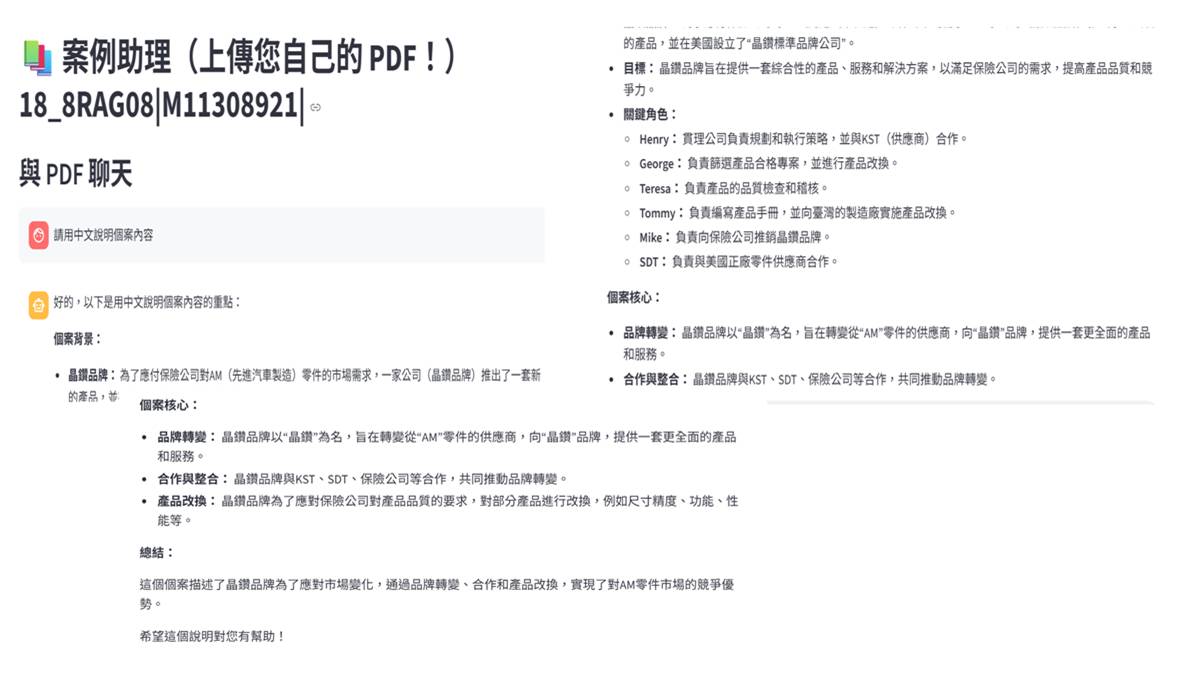 案例助理（上傳您自己的 PDF！）
18_8RAG08|M11308921|
與 PDF 聊天
請用中文說明個案內容
好的，以下是用中文說明個案內容的重點：
個案背景：
晶鑽品牌： 為了應付保險公司對AM（先進汽車製造）零件的市場需求，一家公司（晶鑽品牌）推出了一套新
的產品，並
的產品，並在美國設立了“晶鑽標準品牌公司”。
目標： 晶鑽品牌旨在提供一套綜合性的產品、服務和解決方案，以滿足保險公司的需求，提高產品品質和競
爭力。
關鍵角色：
Henry： 貫理公司負責規劃和執行策略，並與KST（供應商）合作。
George： 負責篩選產品合格專案，並進行產品改換。
Teresa： 負責產品的品質檢查和稽核。
Tommy： 負責編寫產品手冊，並向臺灣的製造廠實施產品改換。
Mike： 負責向保險公司推銷晶鑽品牌。
SDT： 負責與美國正廠零件供應商合作。
個案核心：
品牌轉變： 晶鑽品牌以“晶鑽”為名，旨在轉變從“AM”零件的供應商，向“晶鑽”品牌，提供一套更全面的產品
和服務。
合作與整合： 晶鑽品牌與KST、SDT、保險公司等合作，共同推動品牌轉變。
個案核心：
品牌轉變： 晶鑽品牌以“晶鑽”為名，旨在轉變從“AM”零件的供應商，向“晶鑽”品牌，提供一套更全面的產品
和服務。
合作與整合： 晶鑽品牌與KST、SDT、保險公司等合作，共同推動品牌轉變。
產品改換： 晶鑽品牌為了應對保險公司對產品品質的要求，對部分產品進行改換，例如尺寸精度、功能、性
能等。
總結：
這個個案描述了晶鑽品牌為了應對市場變化，通過品牌轉變、合作和產品改換，實現了對AM零件市場的競爭優
勢。
希望這個說明對您有幫助！